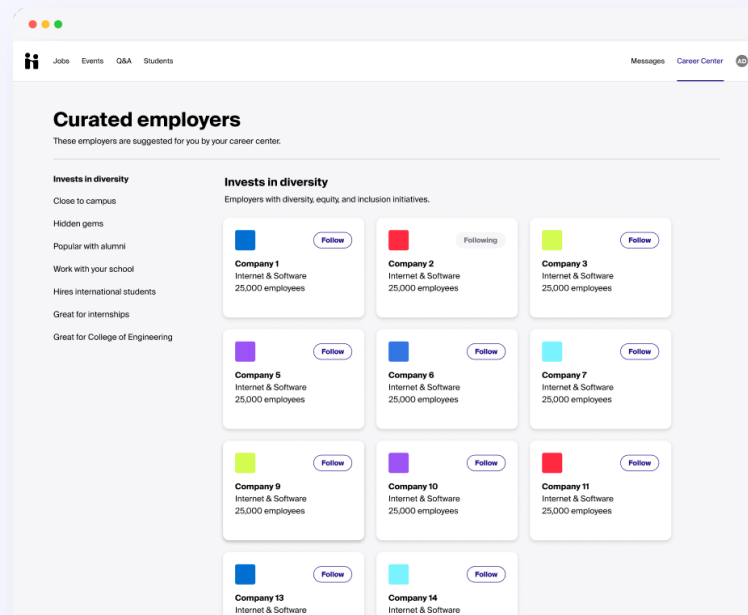 Jobs Events Q&A Students Messages Career Center AD
Curated employers
These employers are suggested for you by your career center.
Invests in diversity
Close to campus
Hidden gems
Popular with alumni
Work with your school
Hires international students
Great for internships
Great for College of Engineering
Invests in diversity
Employers with diversity, equity, and inclusion initiatives.
Follow
Company 1
Internet & Software
25,000 employees
Following
Company 2
Internet & Software
25,000 employees
Follow
Company 3
Internet & Software
25,000 employees
Follow
Company 5
Internet & Software
25,000 employees
Follow
Company 6
Internet & Software
25,000 employees
Follow
Company 7
Internet & Software
25,000 employees
Follow
Company 9
Internet & Software
25,000 employees
Follow
Company 10
Internet & Software
25,000 employees
Follow
Company 11
Internet & Software
25,000 employees
Follow
Company 13
Internet & Software
Follow
Company 14
Internet & Software